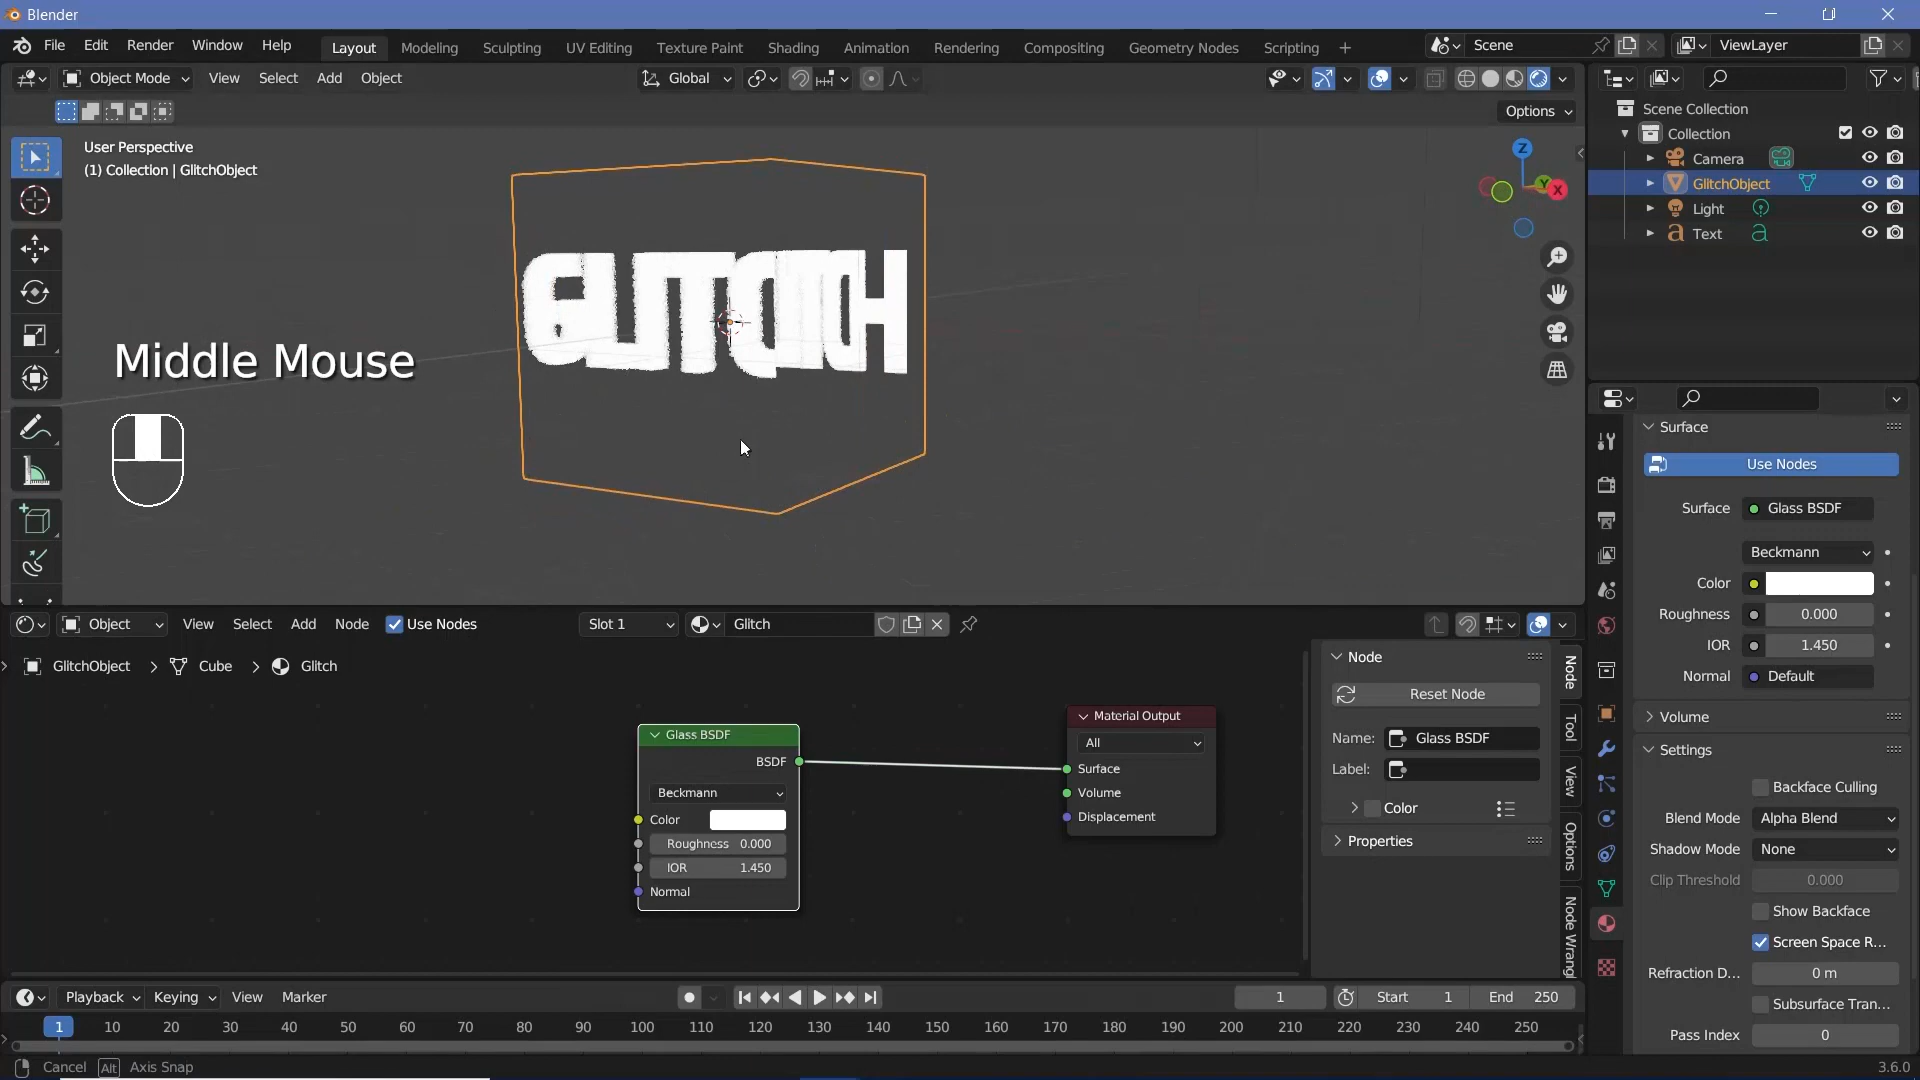 Blender
File Edit Render Window Help Layout Modeling Sculpting UV Editing Texture Paint Shading Animation Rendering Compositing Geometry Nodes Scripting + Scene ViewLayer
Object Mode View Select Add Object Global
Options
User Perspective
(1) Collection | GlitchObject
Z
Y
X
Middle Mouse
Scene Collection
Collection
Camera
GlitchObject
Light
Text
Surface
Use Nodes
Surface Glass BSDF
Beckmann
Color
Roughness 0.000
IOR 1.450
Normal Default
Volume
Settings
Backface Culling
Blend Mode Alpha Blend
Shadow Mode None
Clip Threshold 0.000
Show Backface
Screen Space R...
Refraction D... 0 m
Subsurface Tran...
Pass Index 0
Object View Select Add Node Use Nodes Slot 1 Glitch
GlitchObject > Cube > Glitch
Glass BSDF
BSDF
Beckmann
Color
Roughness 0.000
IOR 1.450
Normal
Material Output
All
Surface
Volume
Displacement
Node
Reset Node
Name: Glass BSDF
Label:
Color
Properties
Node
Tool
View
Options
Node Wrangl
Playback Keying View Marker 1 Start 1 End 250
1 10 20 30 40 50 60 70 80 90 100 110 120 130 140 150 160 170 180 190 200 210 220 230 240 250
Cancel Alt Axis Snap 3.6.0